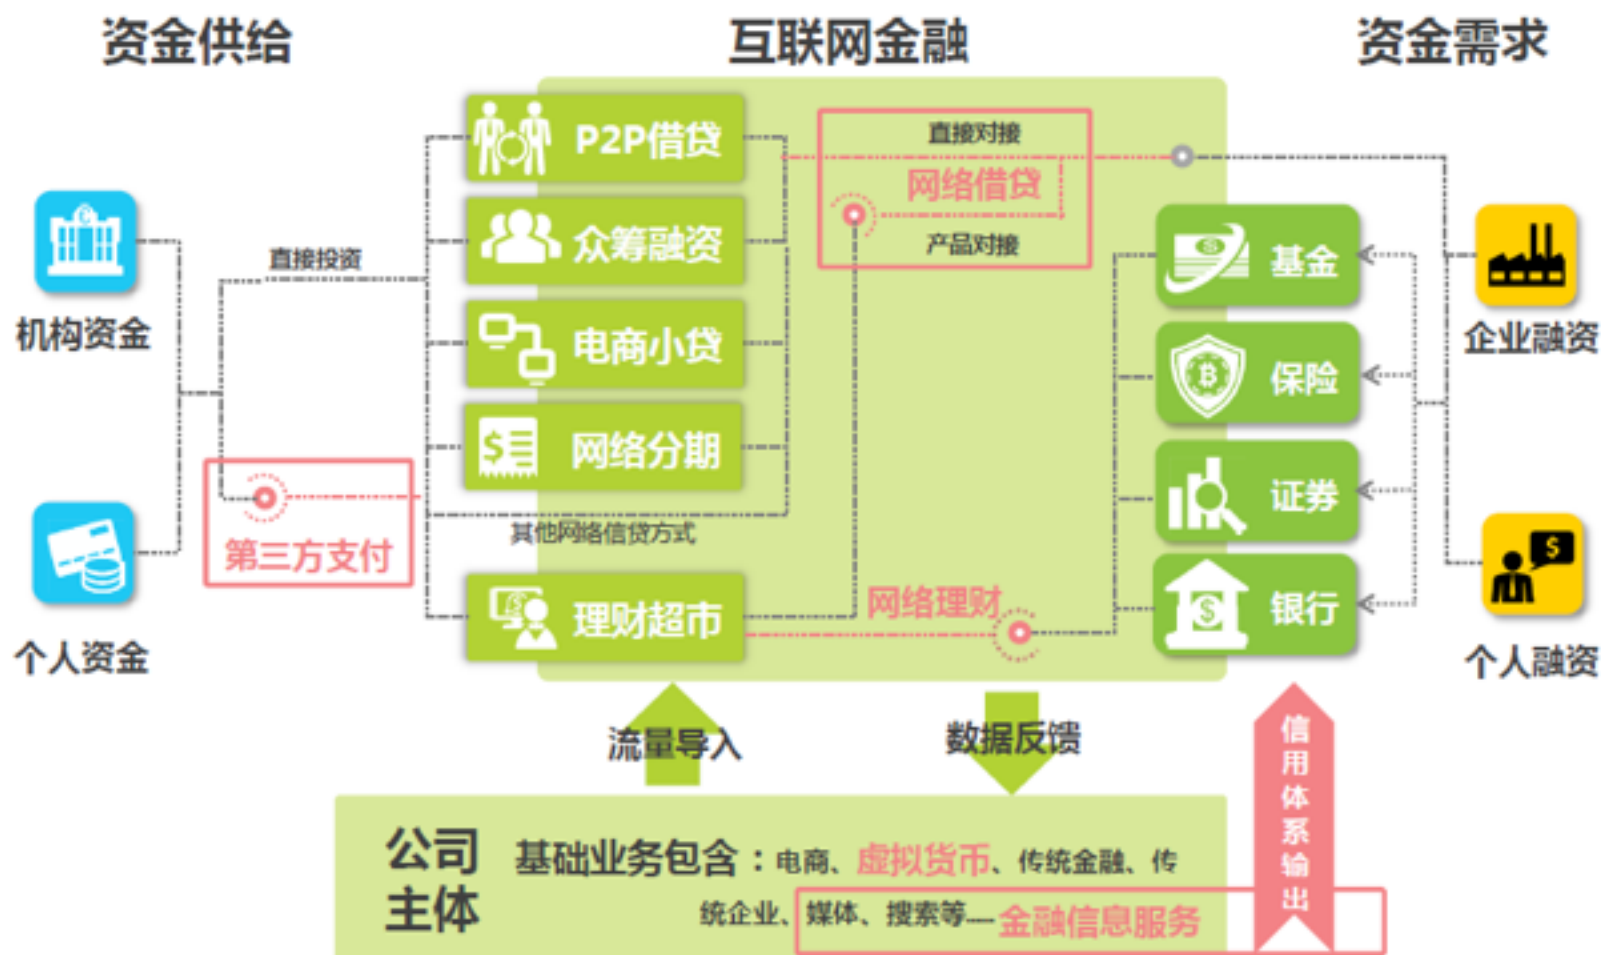 资金供给
互联网金融
资金需求
P2P借贷
直接对接
网络借贷
产品对接
众筹融资
直接投资
基金
机构资金
企业融资
电商小贷
保险
网络分期
证券
第三方支付
其他网络信贷方式
网络理财
理财超市
银行
个人资金
个人融资
流量导入
数据反馈
信用体系输出
公司
主体
基础业务包含：电商、虚拟货币、传统金融、传
统企业、媒体、搜索等......金融信息服务